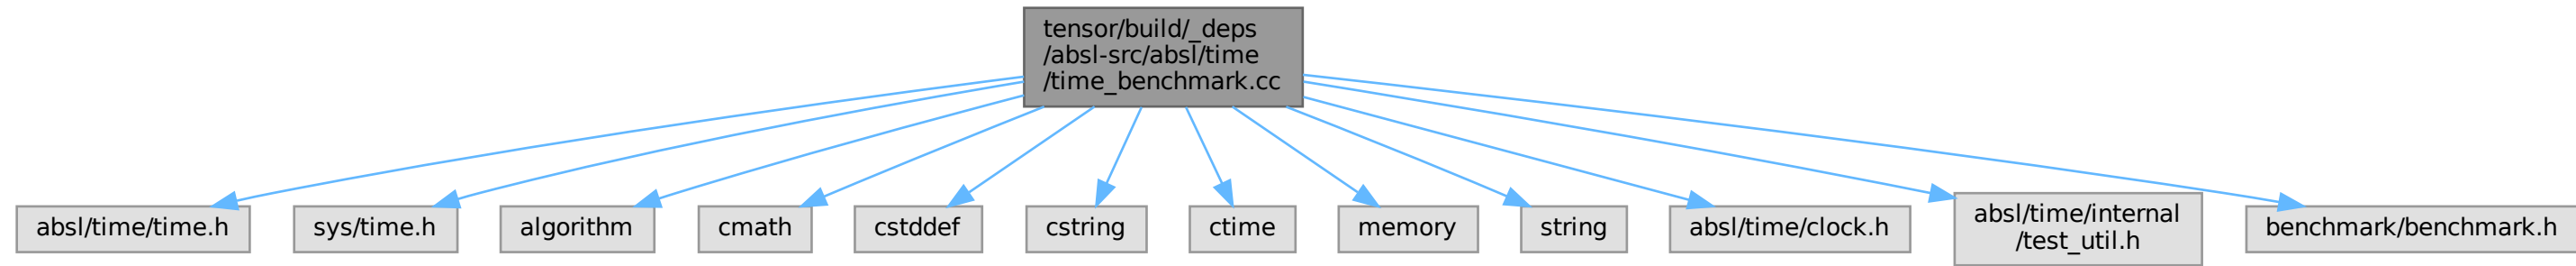 tensor/build/_deps
/absl-src/absl/time
/time_benchmark.cc
absl/time/time.h
sys/time.h
algorithm
cmath
cstddef
cstring
ctime
memory
string
absl/time/clock.h
absl/time/internal
/test_util.h
benchmark/benchmark.h